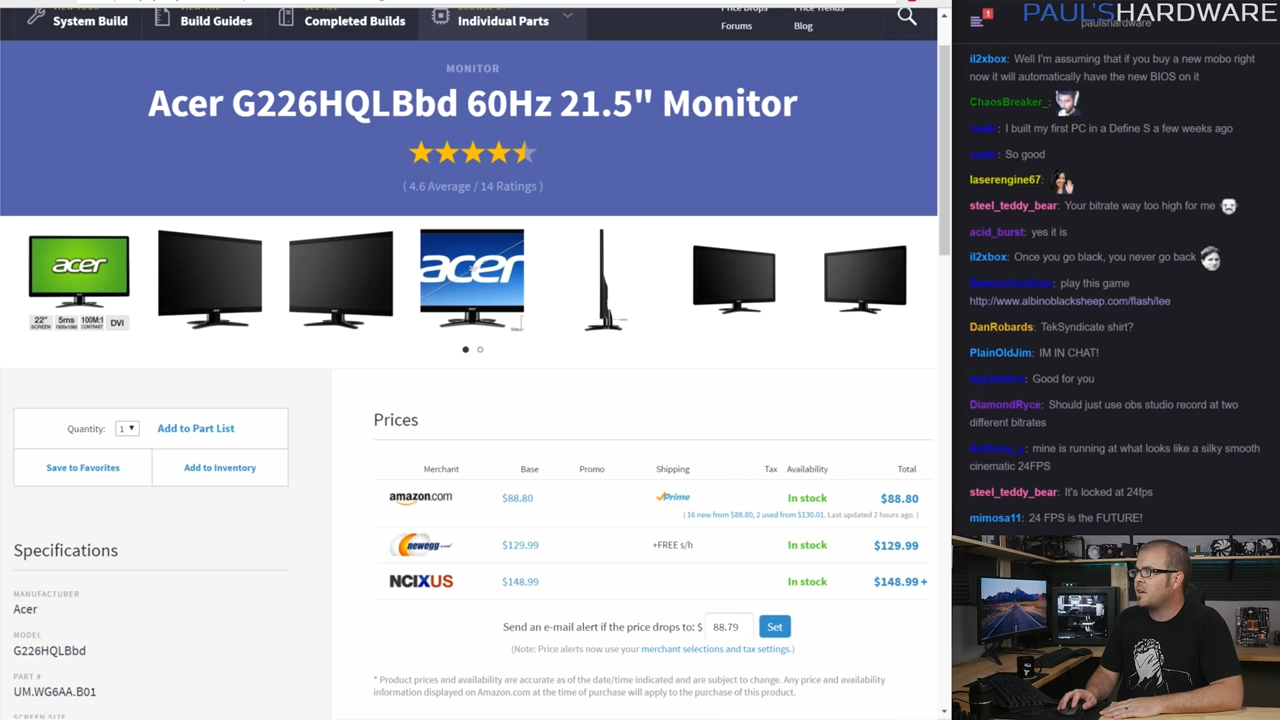 System Build
Build Guides
Completed Builds
Individual Parts
Forums
Blog
MONITOR
Acer G226HQLBbd 60Hz 21.5" Monitor
( 4.6 Average / 14 Ratings )
acer
22"
5ms
100M:1
DVI
acer
Quantity:
1
Add to Part List
Save to Favorites
Add to Inventory
Specifications
MANUFACTURER
Acer
MODEL
G226HQLBbd
PART #
UM.WG6AA.B01
Prices
Merchant Base Promo Shipping Tax Availability Total
amazon.com $88.80 Prime In stock $88.80
( 16 new from $88.80, 2 used from $130.01. Last updated 2 hours ago. )
newegg.com $129.99 +FREE s/h In stock $129.99
NCIXUS $148.99 In stock $148.99 +
Send an e-mail alert if the price drops to: $ 88.79 Set
(Note: Price alerts now use your merchant selections and tax settings.)
* Product prices and availability are accurate as of the date/time indicated and are subject to change. Any price and availability
information displayed on Amazon.com at the time of purchase will apply to the purchase of this product.
PAUL'SHARDWARE
1
paulshardware
il2xbox: Well I'm assuming that if you buy a new mobo right
now it will automatically have the new BIOS on it
ChaosBreaker_:
I built my first PC in a Define S a few weeks ago
So good
laserengine67:
steel_teddy_bear: Your bitrate way too high for me
acid_burst: yes it is
il2xbox: Once you go black, you never go back
play this game
http://www.albinoblacksheep.com/flash/lee
DanRobards: TekSyndicate shirt?
PlainOldJim: IM IN CHAT!
Good for you
DiamondRyce: Should just use obs studio record at two
different bitrates
mine is running at what looks like a silky smooth
cinematic 24FPS
steel_teddy_bear: It's locked at 24fps
mimosa11: 24 FPS is the FUTURE!